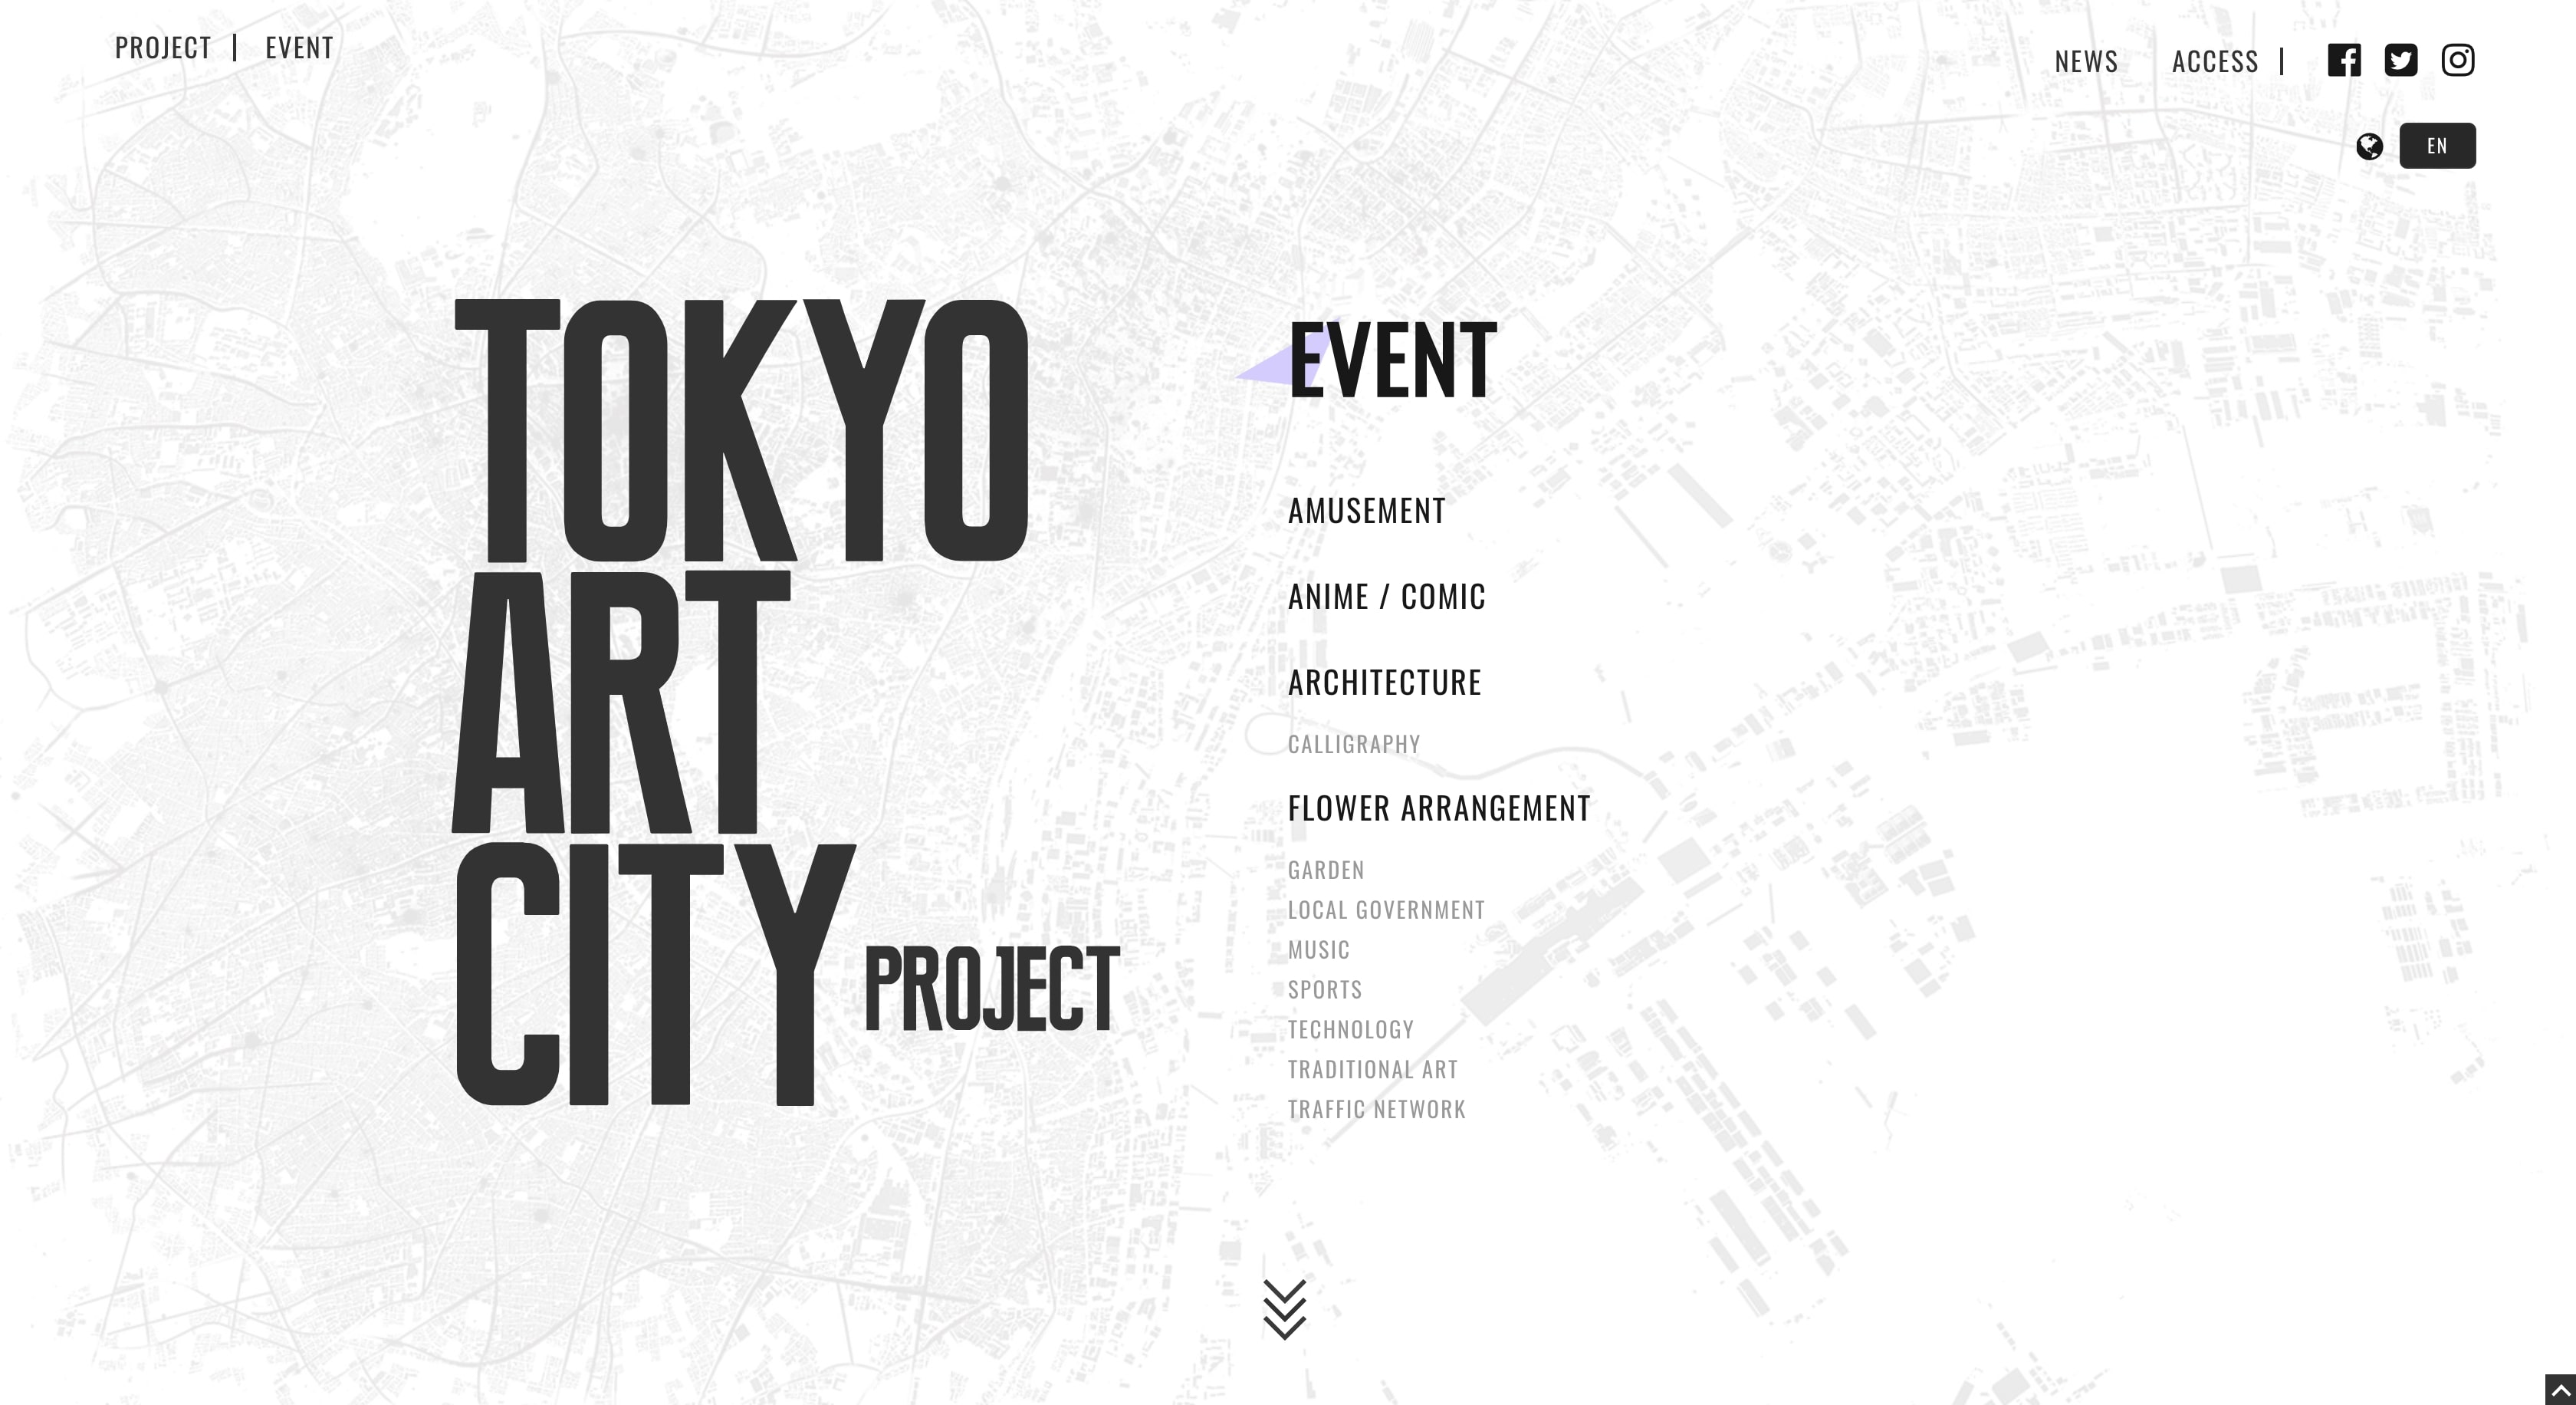 PROJECT | EVENT
NEWS ACCESS |
EN
TOKYO
ART
CITY PROJECT
EVENT
AMUSEMENT
ANIME / COMIC
ARCHITECTURE
CALLIGRAPHY
FLOWER ARRANGEMENT
GARDEN
LOCAL GOVERNMENT
MUSIC
SPORTS
TECHNOLOGY
TRADITIONAL ART
TRAFFIC NETWORK